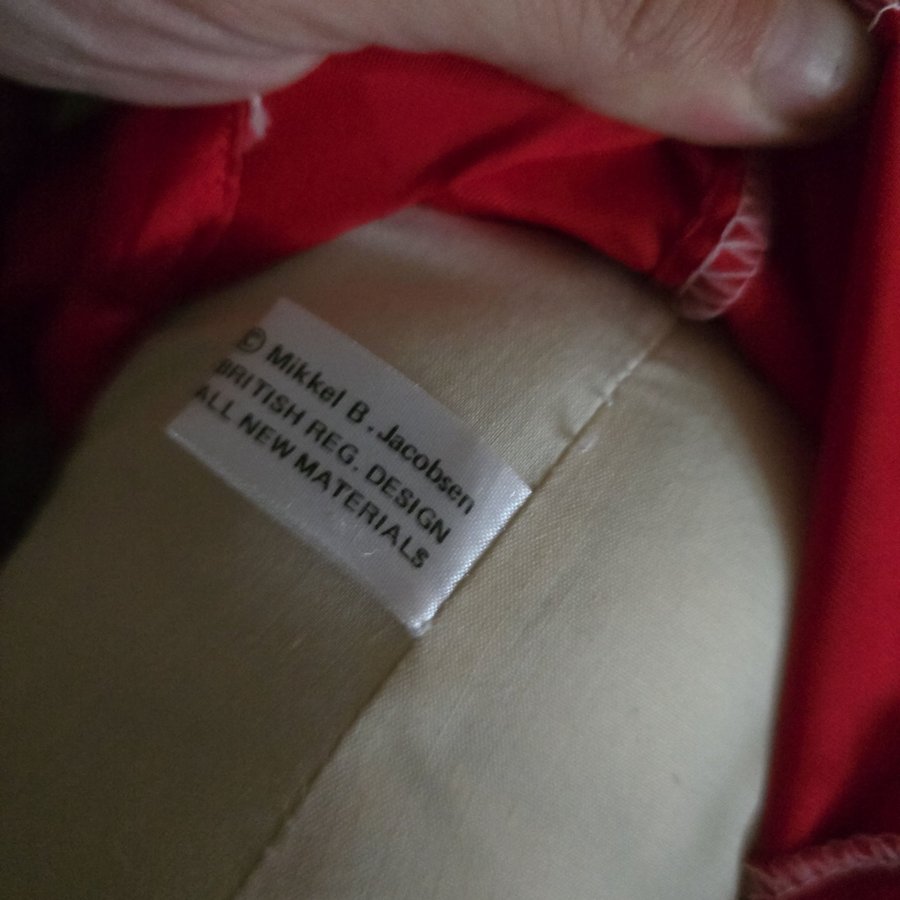 © Mikkel B. Jacobsen
BRITISH REG. DESIGN
ALL NEW MATERIALS